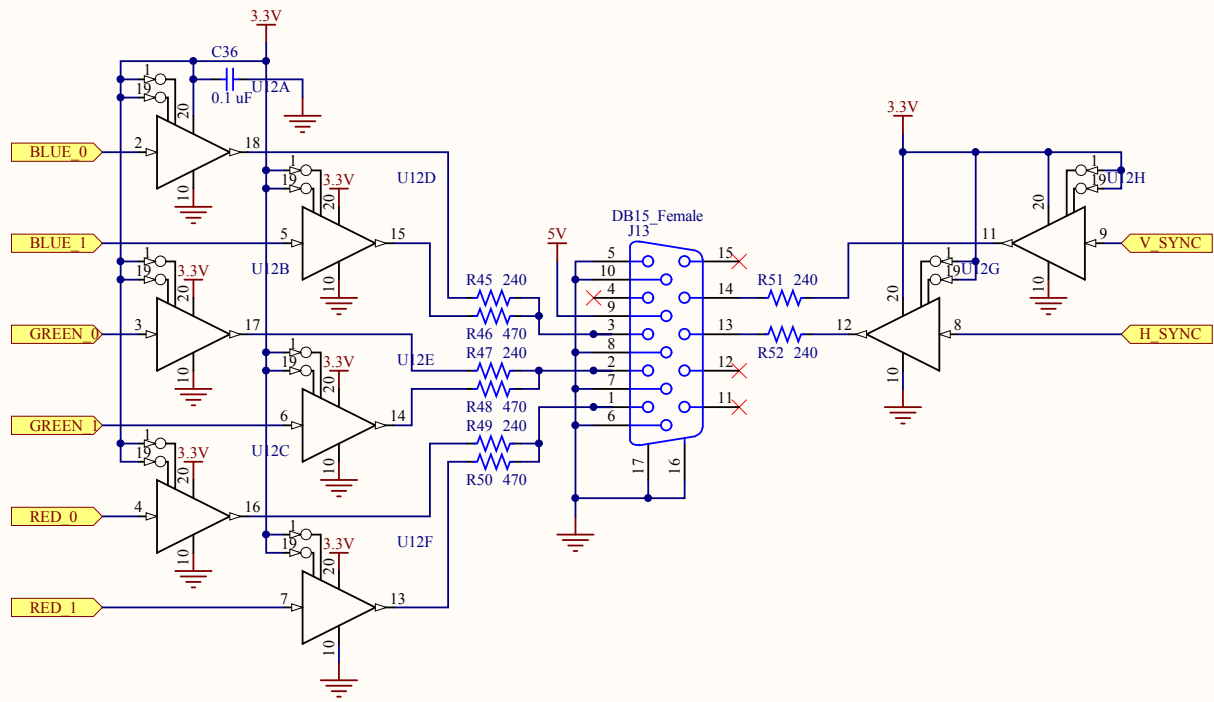 3.3V
C36
0.1 uF
U12A
1
19
20
BLUE_0
2
18
10
1
19
3.3V
20
U12D
BLUE_1
5
15
10
1
19
3.3V
20
U12B
GREEN_0
3
17
10
1
19
3.3V
20
U12E
GREEN_1
6
14
10
1
19
3.3V
20
U12C
RED_0
4
16
10
1
19
3.3V
20
U12F
RED_1
7
13
10
R45 240
R46 470
R47 240
R48 470
R49 240
R50 470
5V
DB15_Female
J13
5
10
4
9
3
8
2
7
1
6
15
14
13
12
11
17
16
R51 240
R52 240
3.3V
1
19
U12H
20
11
9
V_SYNC
10
1
19
U12G
20
12
8
H_SYNC
10